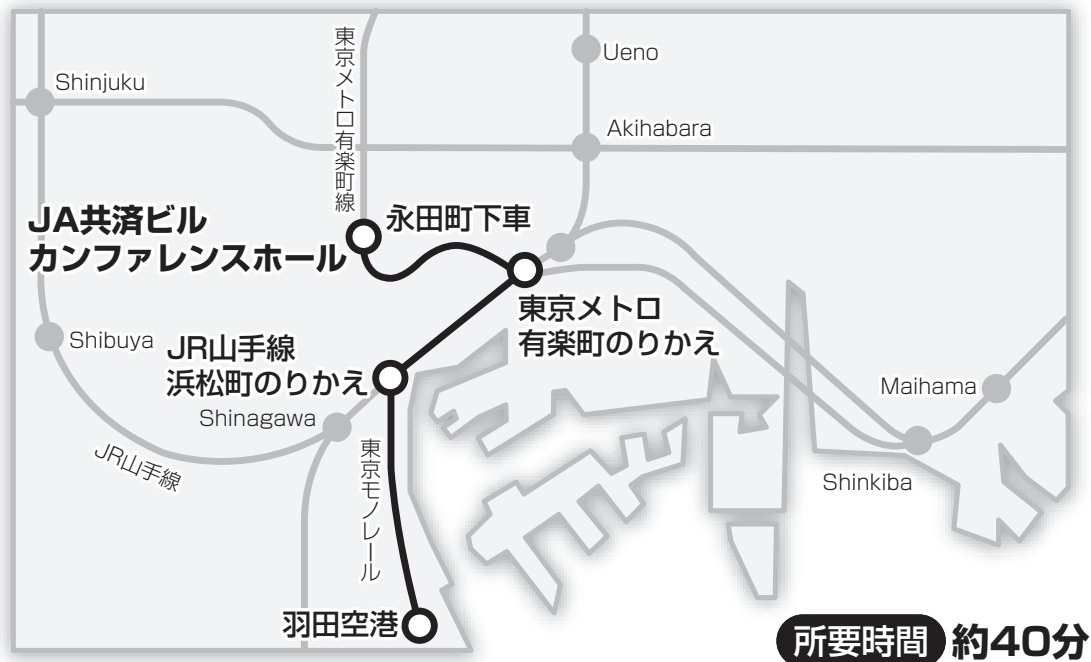 東京メトロ有楽町線
Ueno
Shinjuku
Akihabara
JA共済ビル
カンファレンスホール
永田町下車
東京メトロ
有楽町のりかえ
Shibuya
JR山手線
浜松町のりかえ
Maihama
Shinagawa
JR山手線
東京モノレール
Shinkiba
羽田空港
所要時間 約40分